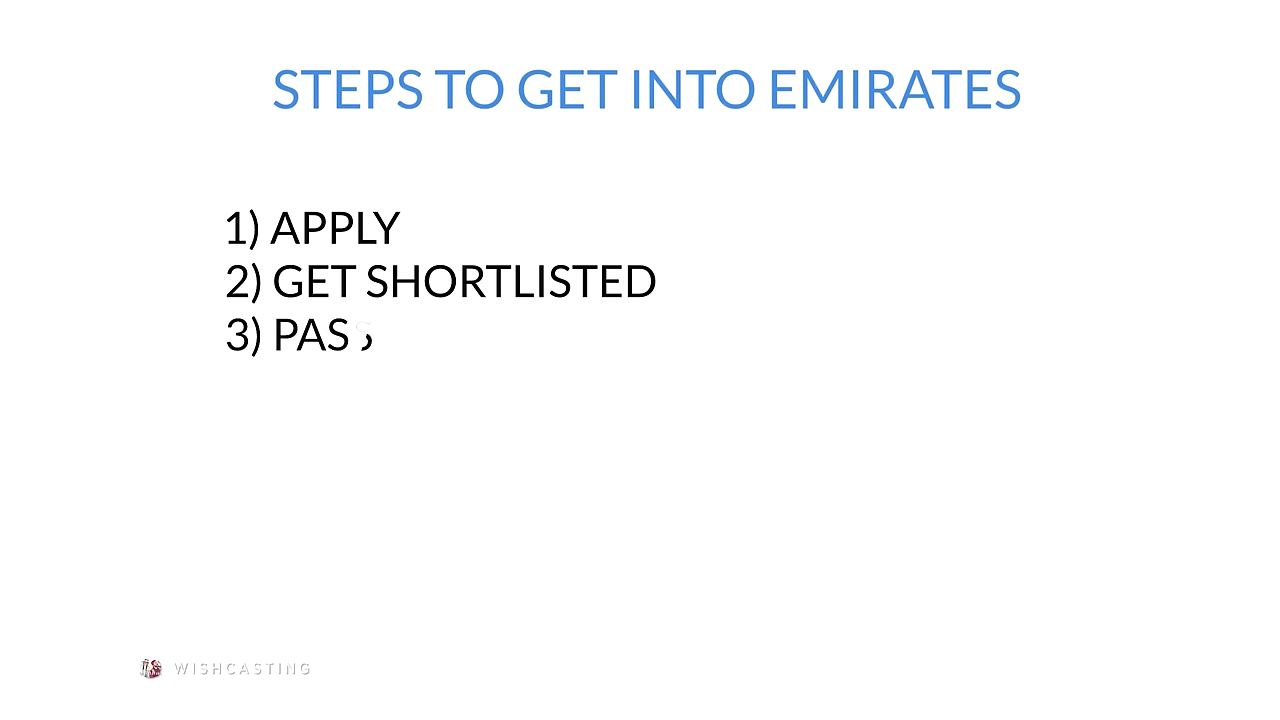 STEPS TO GET INTO EMIRATES
1) APPLY
2) GET SHORTLISTED
3) PAS
WISHCASTING